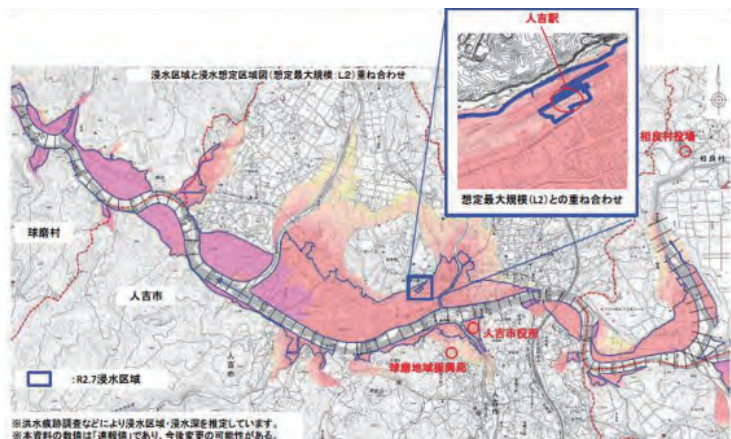 人吉駅
浸水区域と浸水想定区域図(想定最大規模:L2)重ね合わせ
相良村役場
相良村
想定最大規模(L2)との重ね合わせ
球磨村
人吉市
人吉市役所
球磨地域振興局
人吉市
:R2.7浸水区域
※洪水痕跡調査などにより浸水区域・浸水深を推定しています。
※本資料の数値は「速報値」であり、今後変更の可能性がある。